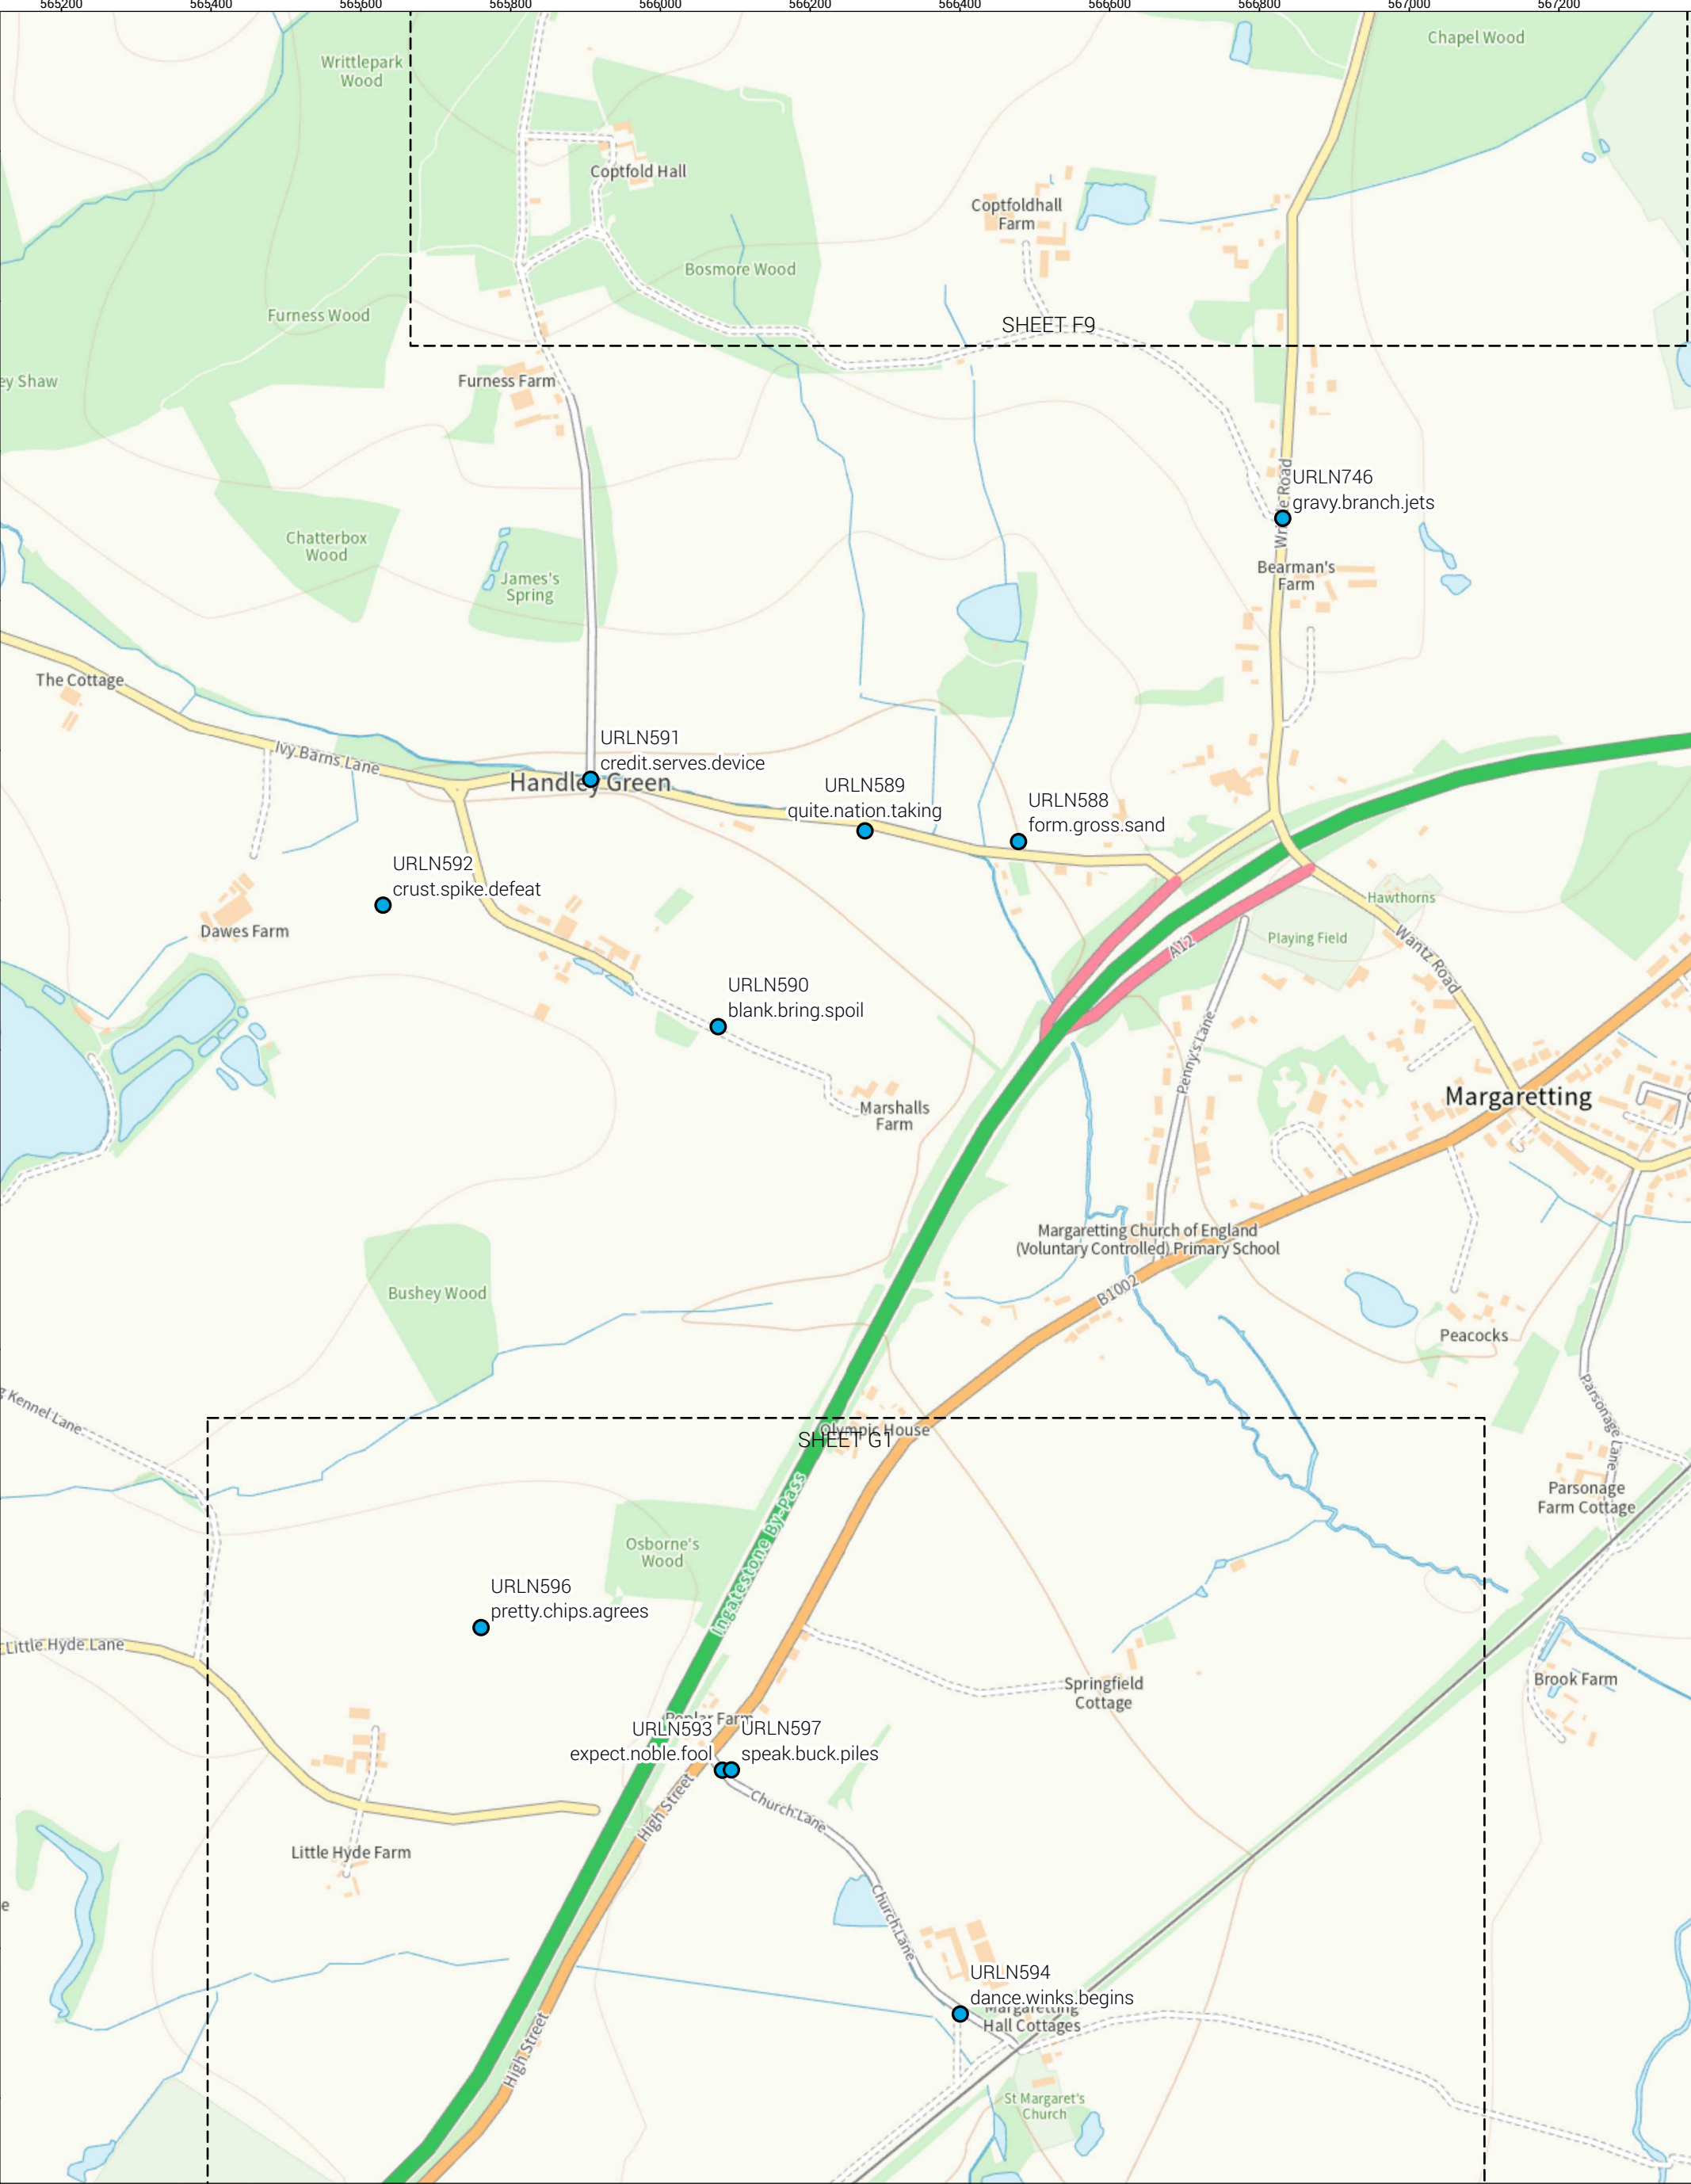 565200 565400 565600 565800 566000 566200 566400 566600 566800 567000 567200
Chapel Wood
Writtlepark
Wood
Coptfold Hall
Coptfoldhall
Farm
Bosmore Wood
Furness Wood
SHEET F9
ey Shaw
Furness Farm
URLN746
gravy.branch.jets
Road
Chatterbox
Wood
James's
Spring
Bearman's
Farm
The Cottage
Ivy Barns Lane
URLN591
credit.serves.device
Handley Green
URLN589
quite.nation.taking
URLN588
form.gross.sand
URLN592
crust.spike.defeat
Dawes Farm
Hawthorns
Playing Field
A12
Wantz Road
URLN590
blank.bring.spoil
Penny's Lane
Margaretting
Marshalls
Farm
Margaretting Church of England
(Voluntary Controlled) Primary School
B1002
Bushey Wood
Peacocks
Kennel Lane
Parsonage Lane
Olympic House
SHEET G1
Ingatestone By-Pass
Parsonage
Farm Cottage
Osborne's
Wood
URLN596
pretty.chips.agrees
Little Hyde Lane
Springfield
Cottage
Brook Farm
Poplar Farm
URLN593
expect.noble.fool
URLN597
speak.buck.piles
High Street
Church Lane
Little Hyde Farm
e
Church Lane
URLN594
dance.winks.begins
Margaretting
Hall Cottages
High Street
St Margaret's
Church